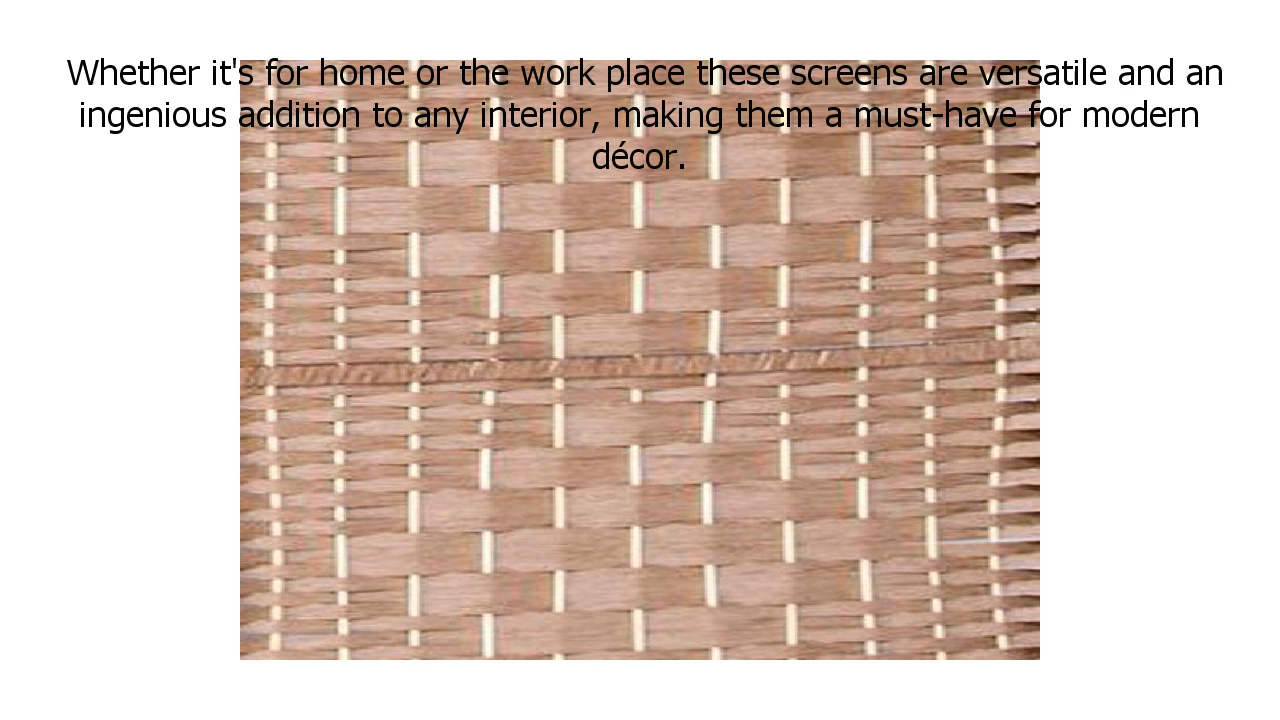 Whether it's for home or the work place these screens are versatile and an
ingenious addition to any interior, making them a must-have for modern
décor.